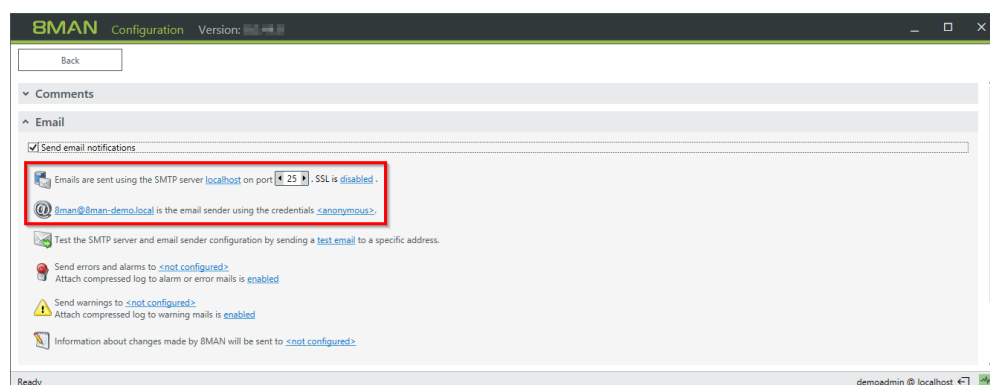 8MAN Configuration Version:
Back
Comments
Email
Send email notifications
Emails are sent using the SMTP server localhost on port 25 . SSL is disabled .
8man@8man-demo.local is the email sender using the credentials <anonymous>.
Test the SMTP server and email sender configuration by sending a test email to a specific address.
Send errors and alarms to <not configured>
Attach compressed log to alarm or error mails is enabled
Send warnings to <not configured>
Attach compressed log to warning mails is enabled
Information about changes made by 8MAN will be sent to <not configured>
Ready demoadmin @ localhost